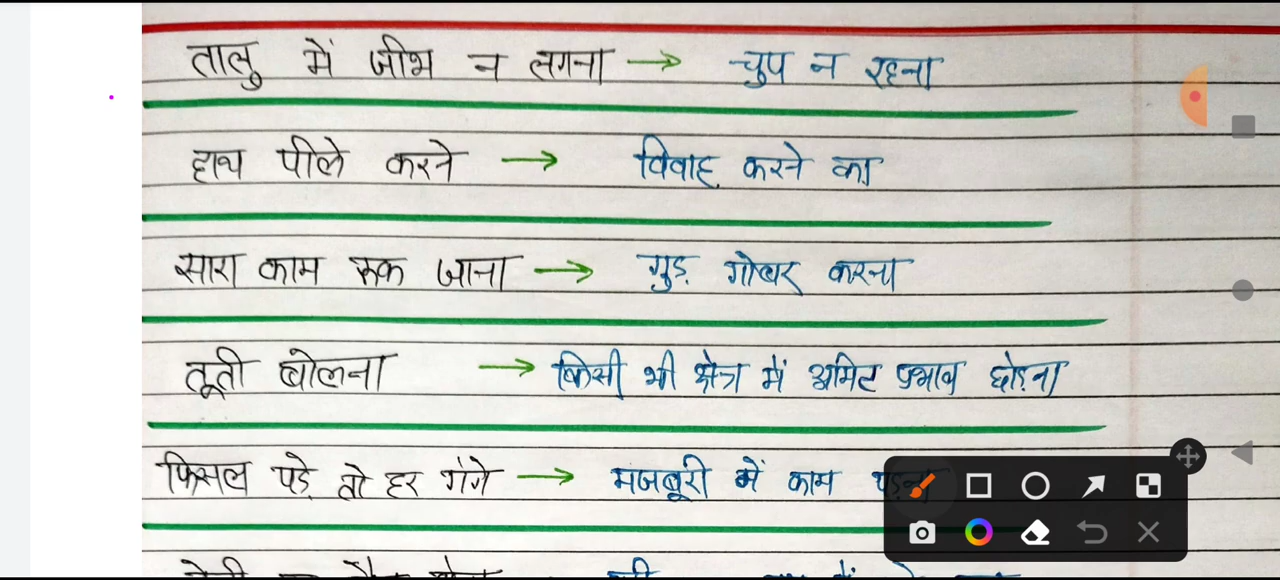 तालु में जीभ न लगना → चुप न रहना
हाथ पीले करने → विवाह करने का
सारा काम रूक जाना → गुड़ गोबर करना
तूती बोलना → किसी भी क्षेत्र में अमिट प्रभाव छोड़ना
फिसल पड़े तो हर गंगे → मजबूरी में काम